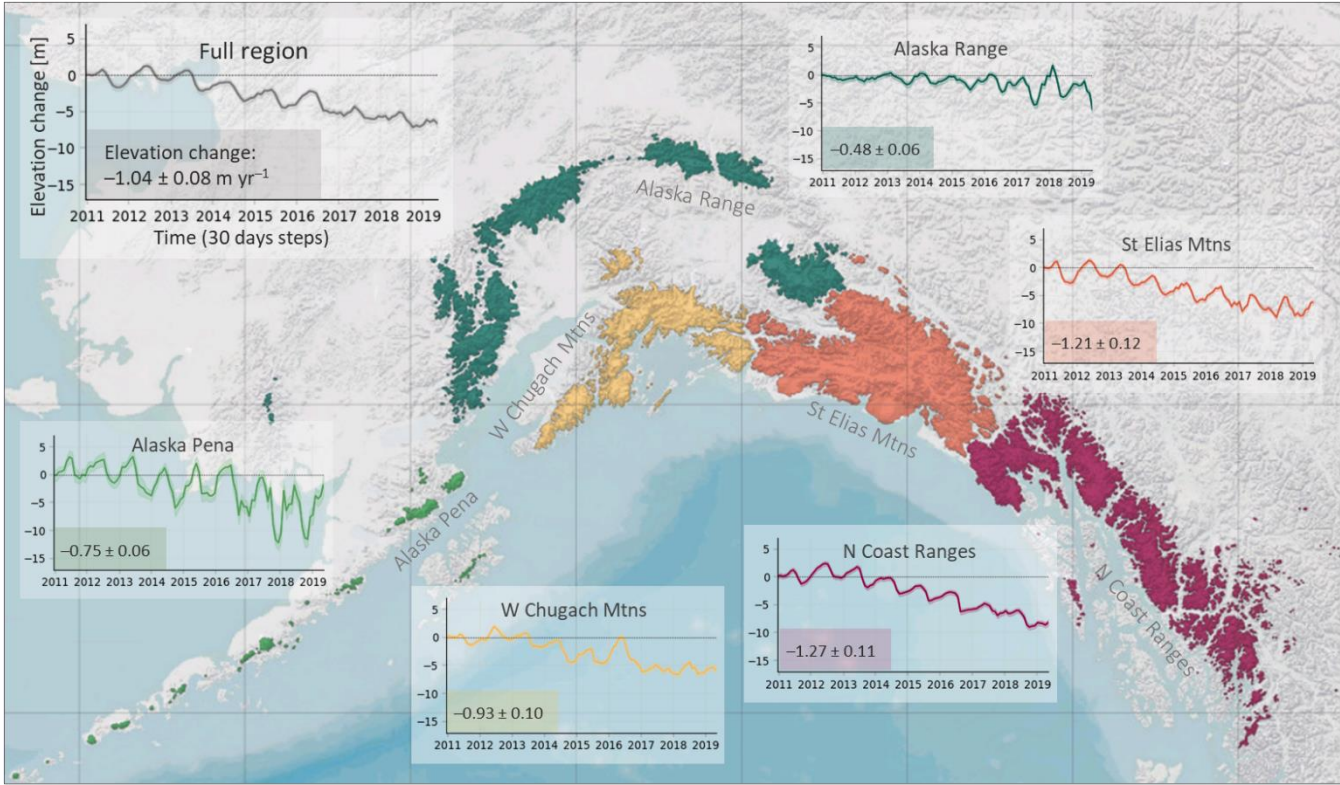 Full region
Elevation change [m]
5
0
−5
−10
−15
Elevation change:
−1.04 ± 0.08 m yr⁻¹
2011 2012 2013 2014 2015 2016 2017 2018 2019
Time (30 days steps)
Alaska Range
5
0
−5
−10
−15
−0.48 ± 0.06
2011 2012 2013 2014 2015 2016 2017 2018 2019
Alaska Range
St Elias Mtns
5
0
−5
−10
−15
−1.21 ± 0.12
2011 2012 2013 2014 2015 2016 2017 2018 2019
W Chugach Mtns
St Elias Mtns
Alaska Pena
5
0
−5
−10
−15
−0.75 ± 0.06
2011 2012 2013 2014 2015 2016 2017 2018 2019
Alaska Pena
N Coast Ranges
5
0
−5
−10
−15
−1.27 ± 0.11
2011 2012 2013 2014 2015 2016 2017 2018 2019
N Coast Ranges
W Chugach Mtns
5
0
−5
−10
−15
−0.93 ± 0.10
2011 2012 2013 2014 2015 2016 2017 2018 2019